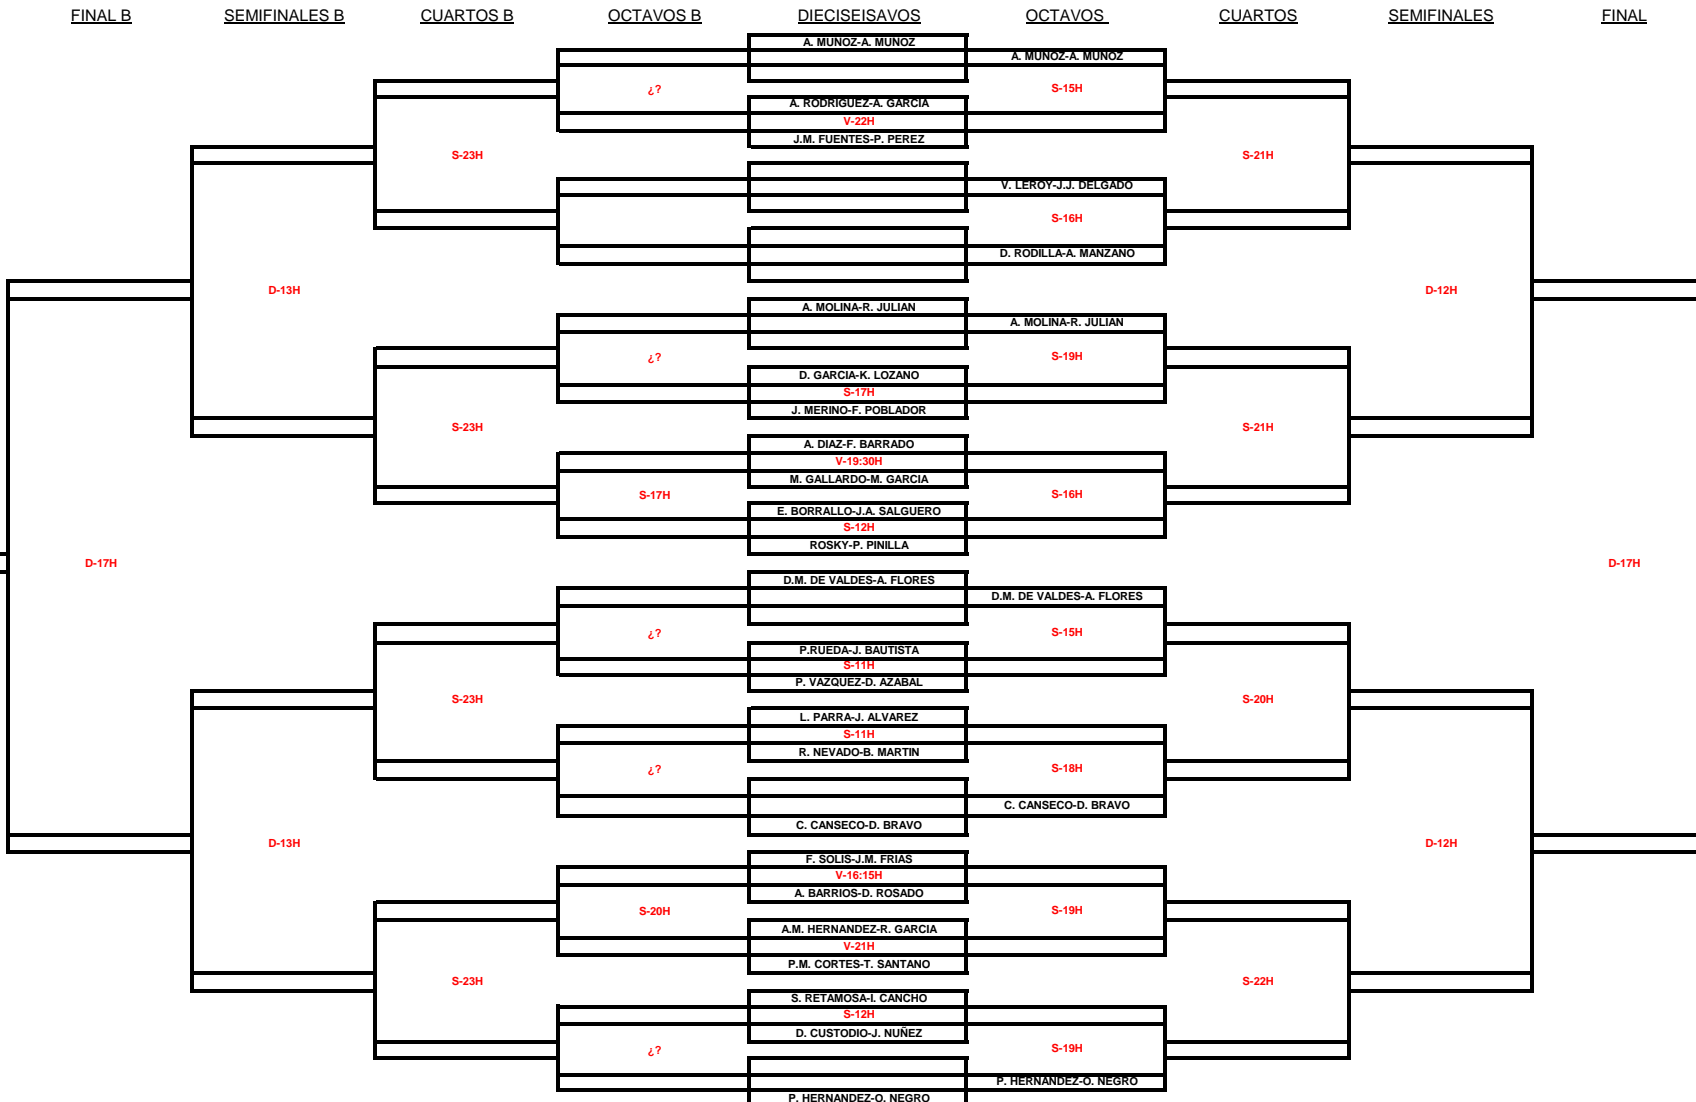 FINAL B SEMIFINALES B CUARTOS B OCTAVOS B DIECISEISAVOS OCTAVOS CUARTOS SEMIFINALES FINAL
A. MUÑOZ-A. MUÑOZ
A. MUÑOZ-A. MUÑOZ
¿? S-15H
A. RODRIGUEZ-A. GARCIA
V-22H
J.M. FUENTES-P. PEREZ
S-23H S-21H
V. LEROY-J.J. DELGADO
S-16H
D. RODILLA-A. MANZANO
D-13H D-12H
A. MOLINA-R. JULIAN
A. MOLINA-R. JULIAN
¿? S-19H
D. GARCIA-K. LOZANO
S-17H
J. MERINO-F. POBLADOR
S-23H S-21H
A. DIAZ-F. BARRADO
V-19:30H
M. GALLARDO-M. GARCIA
S-17H S-16H
E. BORRALLO-J.A. SALGUERO
S-12H
ROSKY-P. PINILLA
D-17H D-17H
D.M. DE VALDES-A. FLORES
D.M. DE VALDES-A. FLORES
¿? S-15H
P.RUEDA-J. BAUTISTA
S-11H
P. VAZQUEZ-D. AZABAL
S-23H S-20H
L. PARRA-J. ALVAREZ
S-11H
R. NEVADO-B. MARTIN
¿? S-18H
C. CANSECO-D. BRAVO
C. CANSECO-D. BRAVO
D-13H D-12H
F. SOLIS-J.M. FRIAS
V-16:15H
A. BARRIOS-D. ROSADO
S-20H S-19H
A.M. HERNANDEZ-R. GARCIA
V-21H
P.M. CORTES-T. SANTANO
S-23H S-22H
S. RETAMOSA-I. CANCHO
S-12H
D. CUSTODIO-J. NUÑEZ
¿? S-19H
P. HERNANDEZ-O. NEGRO
P. HERNANDEZ-O. NEGRO